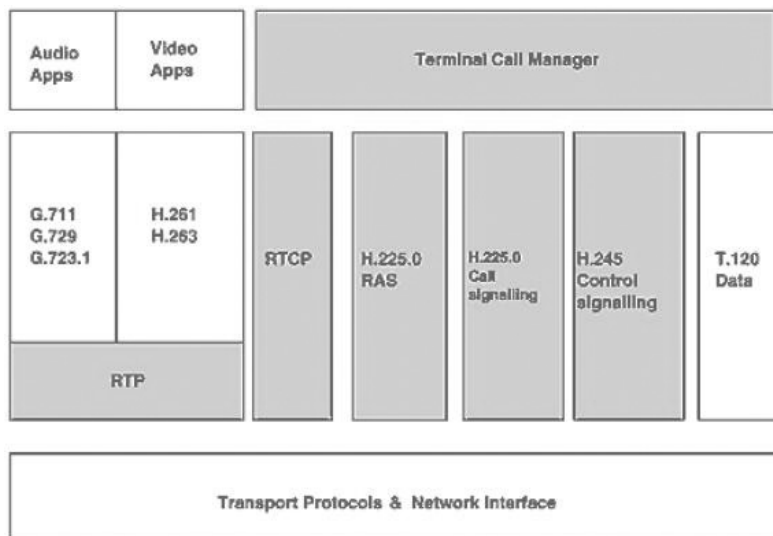 Audio
Apps
Video
Apps
Terminal Call Manager
G.711
G.729
G.723.1
H.261
H.263
RTP
RTCP
H.225.0
RAS
H.225.0
Call
signalling
H.245
Control
signalling
T.120
Data
Transport Protocols & Network Interface